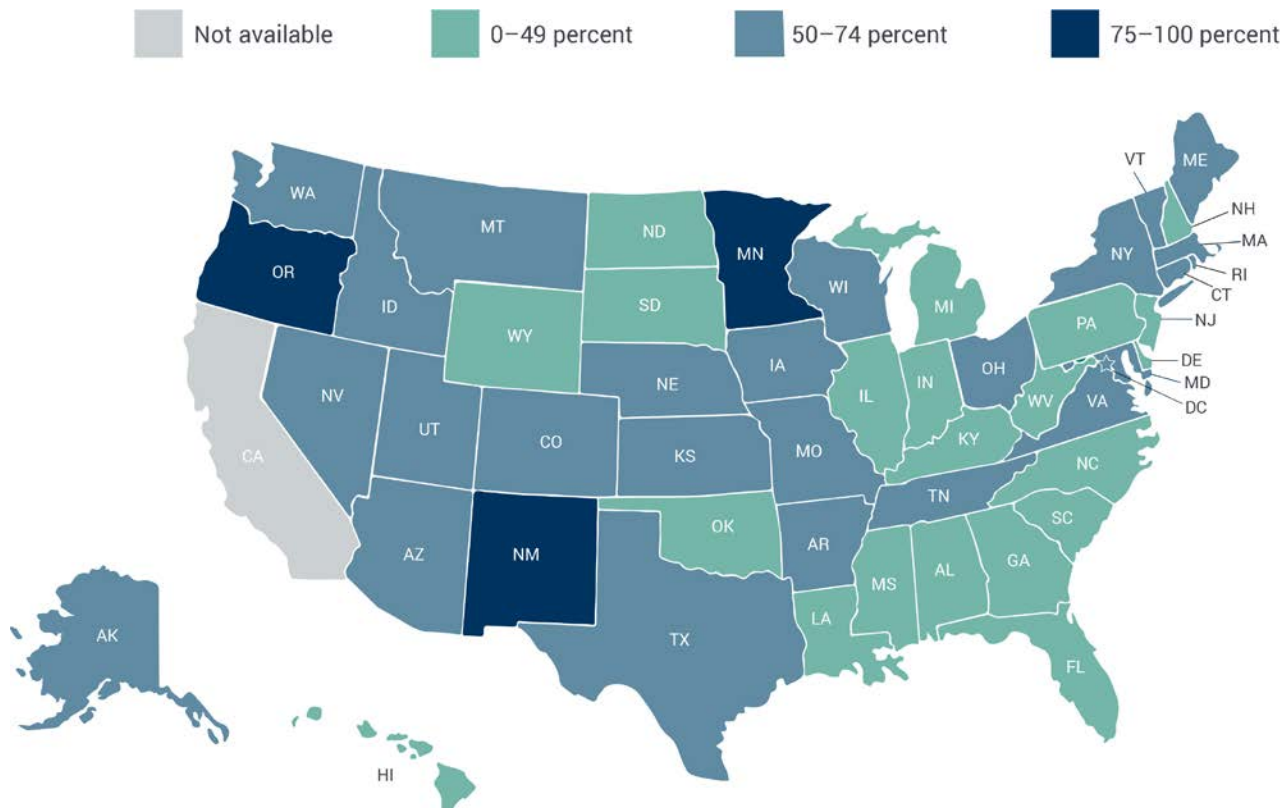 Not available 0–49 percent 50–74 percent 75–100 percent
VT
ME
WA
MT
ND
MN
NH
MA
OR
NY
RI
ID
SD
WI
CT
WY
MI
NJ
PA
IA
DE
NE
OH
MD
NV
IL
IN
VA
DC
UT
CO
WV
KS
MO
KY
CA
NC
TN
SC
OK
AR
AZ
NM
MS
AL
GA
LA
AK
TX
FL
HI